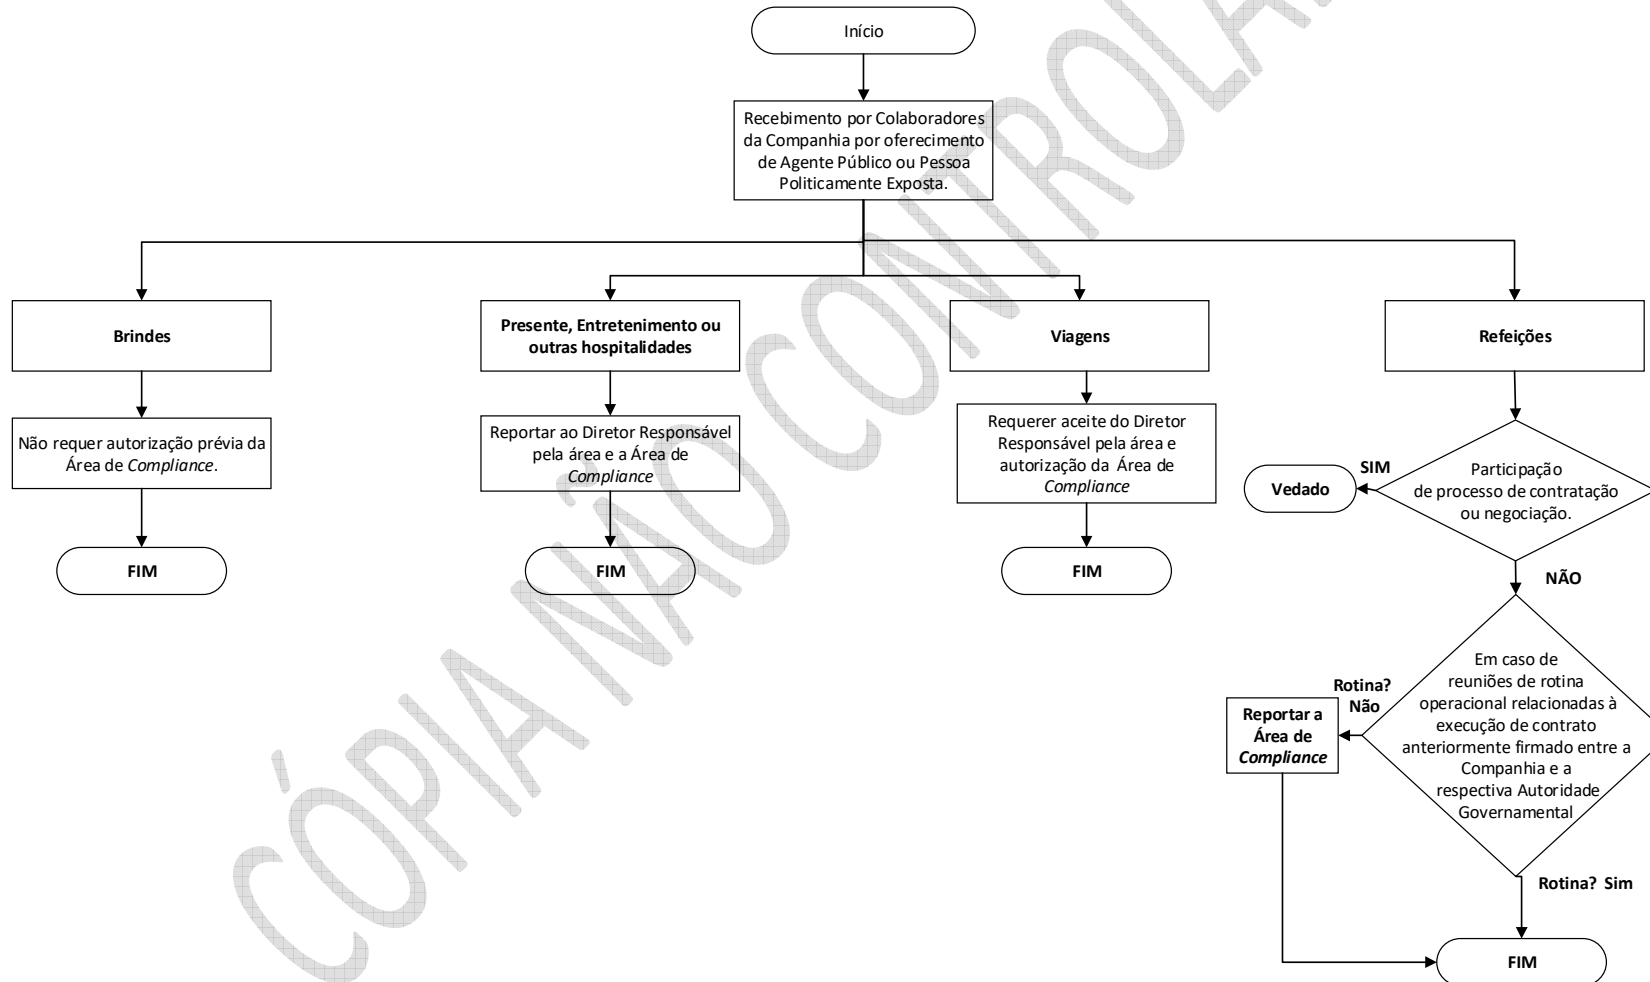 Início
Recebimento por Colaboradores
da Companhia por oferecimento
de Agente Público ou Pessoa
Politicamente Exposta.
Brindes
Presente, Entretenimento ou
outras hospitalidades
Viagens
Refeições
Não requer autorização prévia da
Área de Compliance.
Reportar ao Diretor Responsável
pela área e a Área de
Compliance
Requerer aceite do Diretor
Responsável pela área e
autorização da Área de
Compliance
Participação
de processo de contratação
ou negociação.
SIM
Vedado
NÃO
FIM
FIM
FIM
Em caso de
reuniões de rotina
operacional relacionadas à
execução de contrato
anteriormente firmado entre a
Companhia e a
respectiva Autoridade
Governamental
Rotina?
Não
Reportar a
Área de
Compliance
Rotina? Sim
FIM
CÓPIA NÃO CONTROLA